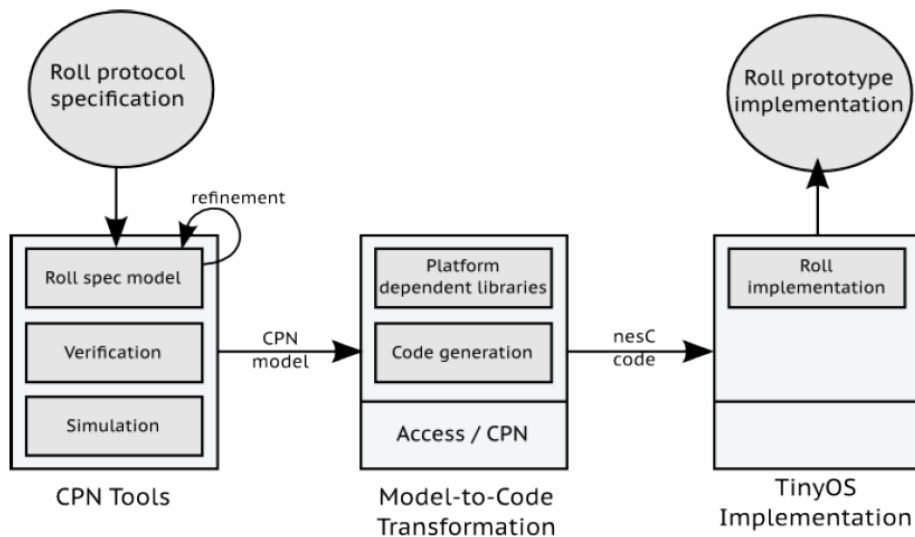 Roll protocol
specification
Roll prototype
implementation
refinement
Roll spec model
Verification
Simulation
CPN Tools
CPN
model
Platform
dependent libraries
Code generation
Access / CPN
Model-to-Code
Transformation
nesC
code
Roll
implementation
TinyOS
Implementation